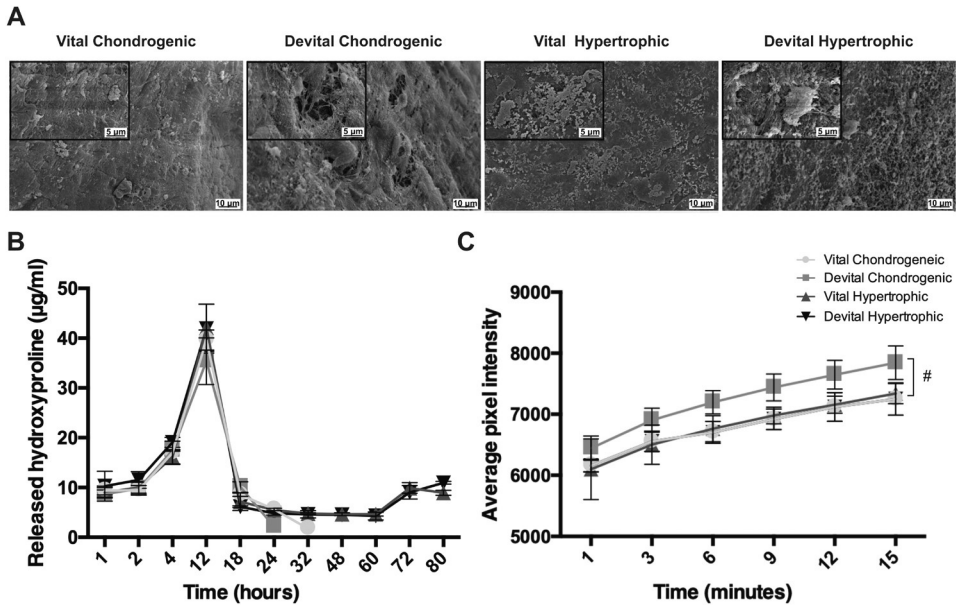 A
Vital Chondrogenic
Devital Chondrogenic
Vital Hypertrophic
Devital Hypertrophic
5 µm
5 µm
5 µm
5 µm
10 µm
10 µm
10 µm
10 µm
B
C
Vital Chondrogeneic
Devital Chondrogenic
Vital Hypertrophic
Devital Hypertrophic
Released hydroxyproline (µg/ml)
50
40
30
20
10
0
1 2 4 12 18 24 32 48 60 72 80
Time (hours)
Average pixel intensity
9000
8000
7000
6000
5000
#
1 3 6 9 12 15
Time (minutes)